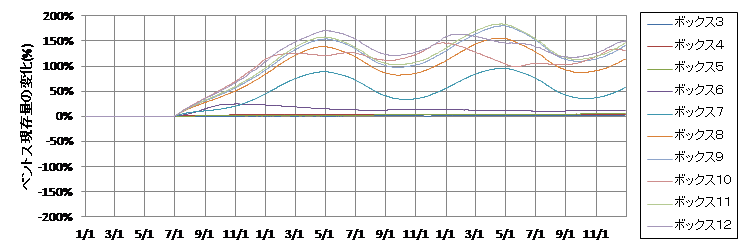 ベントス現存量の変化(%)
200%
150%
100%
50%
0%
-50%
-100%
-150%
-200%
1/1 3/1 5/1 7/1 9/1 11/1 1/1 3/1 5/1 7/1 9/1 11/1 1/1 3/1 5/1 7/1 9/1 11/1
ボックス3
ボックス4
ボックス5
ボックス6
ボックス7
ボックス8
ボックス9
ボックス10
ボックス11
ボックス12